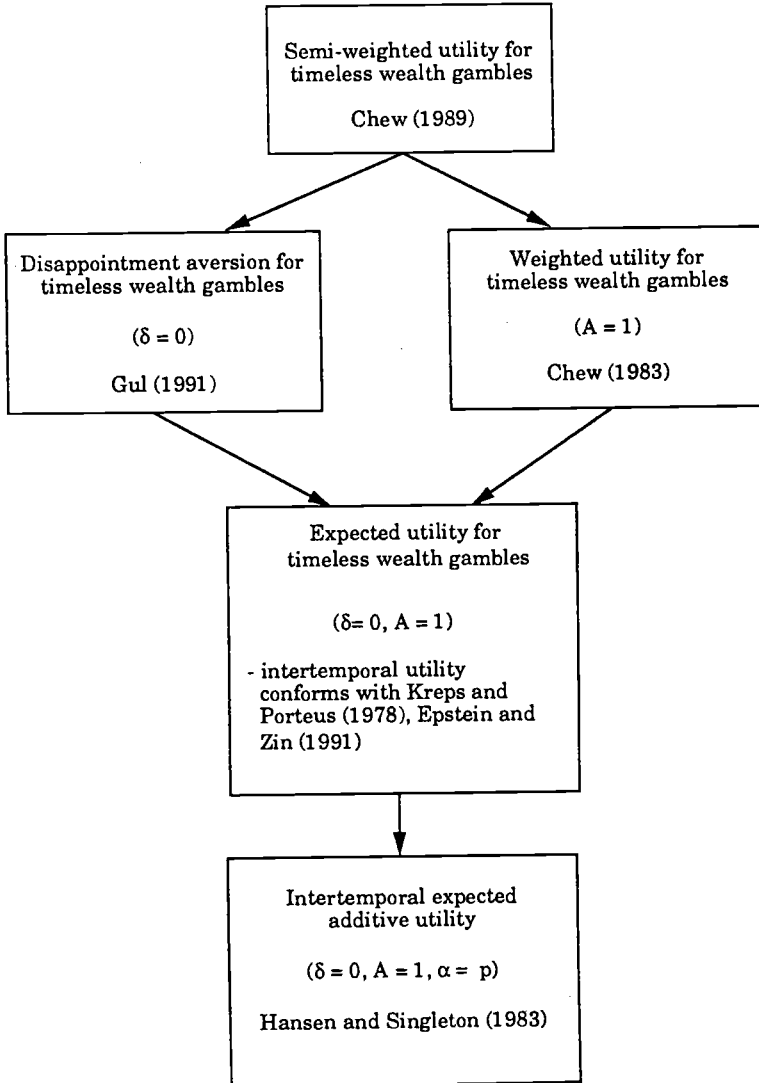 Semi-weighted utility for
timeless wealth gambles
Chew (1989)
Disappointment aversion for
timeless wealth gambles
(δ = 0)
Gul (1991)
Weighted utility for
timeless wealth gambles
(A = 1)
Chew (1983)
Expected utility for
timeless wealth gambles
(δ= 0, A = 1)
- intertemporal utility
conforms with Kreps and
Porteus (1978), Epstein and
Zin (1991)
Intertemporal expected
additive utility
(δ = 0, A = 1, α = p)
Hansen and Singleton (1983)